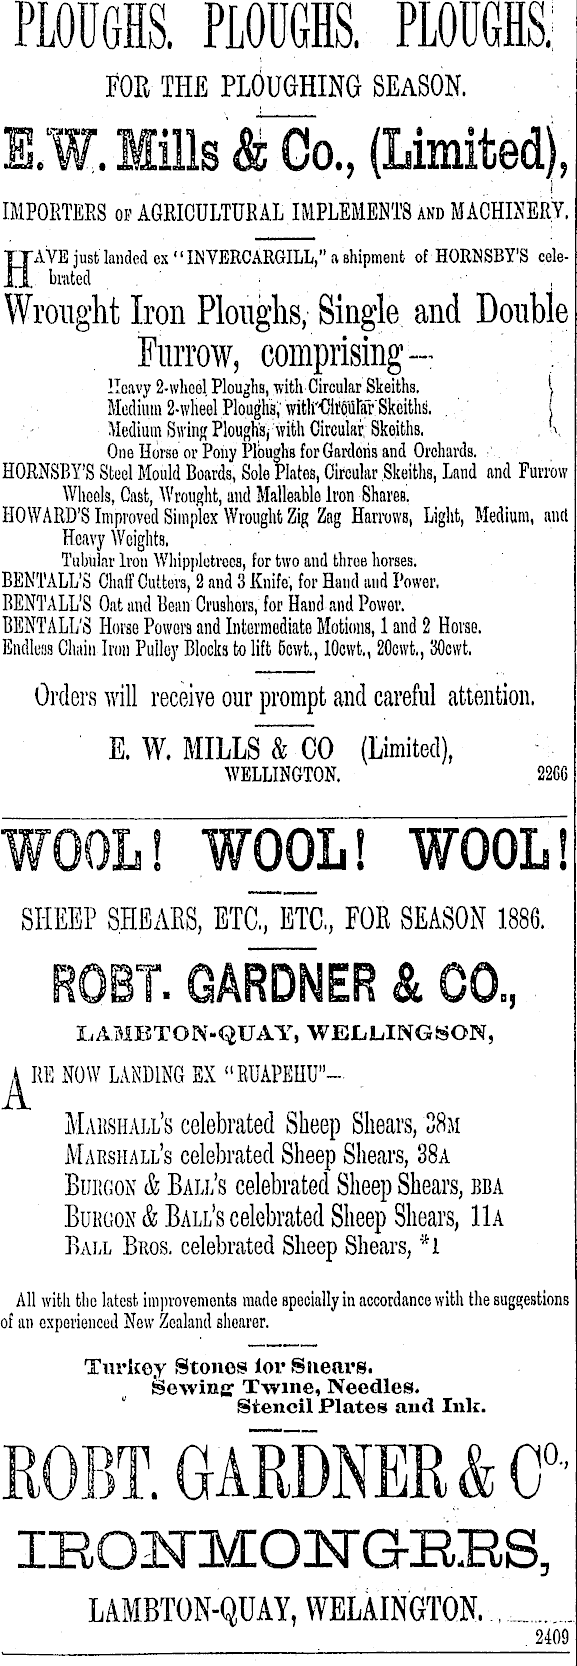 PLOUGHS. PLOUGHS. PLOUGHS.
FOR THE PLOUGHING SEASON.
E. W. Mills & Co., (Limited),
IMPORTERS OF AGRICULTURAL IMPLEMENTS AND MACHINERY.
HAVE just landed ex "INVERCARGILL," a shipment of HORNSBY'S cele-
brated
Wrought Iron Ploughs, Single and Double
Furrow, comprising—
Heavy 2-wheel Ploughs, with Circular Skeiths.
Medium 2-wheel Ploughs, with Circular Skeiths.
Medium Swing Ploughs, with Circular Skeiths.
One Horse or Pony Ploughs for Gardens and Orchards.
HORNSBY'S Steel Mould Boards, Sole Plates, Circular Skeiths, Land and Furrow
Wheels, Cast, Wrought, and Malleable Iron Shares.
HOWARD'S Improved Simplex Wrought Zig Zag Harrows, Light, Medium, and
Heavy Weights.
Tubular Iron Whippletrees, for two and three horses.
BENTALL'S Chaff Cutters, 2 and 3 Knife, for Hand and Power.
BENTALL'S Oat and Bean Crushers, for Hand and Power.
BENTALL'S Horse Powers and Intermediate Motions, 1 and 2 Horse.
Endless Chain Iron Pulley Blocks to lift 5cwt., 10cwt., 20cwt., 30cwt.
Orders will receive our prompt and careful attention.
E. W. MILLS & CO (Limited),
WELLINGTON. 2266
WOOL! WOOL! WOOL!
SHEEP SHEARS, ETC., ETC., FOR SEASON 1886.
ROBT. GARDNER & CO.,
LAMBTON-QUAY, WELLINGSON,
ARE NOW LANDING EX "RUAPEHU"—
MARSHALL'S celebrated Sheep Shears, 38M
MARSHALL'S celebrated Sheep Shears, 38A
BURGON & BALL'S celebrated Sheep Shears, BBA
BURGON & BALL'S celebrated Sheep Shears, 11A
BALL BROS. celebrated Sheep Shears, *1
All with the latest improvements made specially in accordance with the suggestions
of an experienced New Zealand shearer.
Turkey Stones for Shears.
Sewing Twine, Needles.
Stencil Plates and Ink.
ROBT. GARDNER & CO.,
IRONMONGRRS,
LAMBTON-QUAY, WELAINGTON.
2409